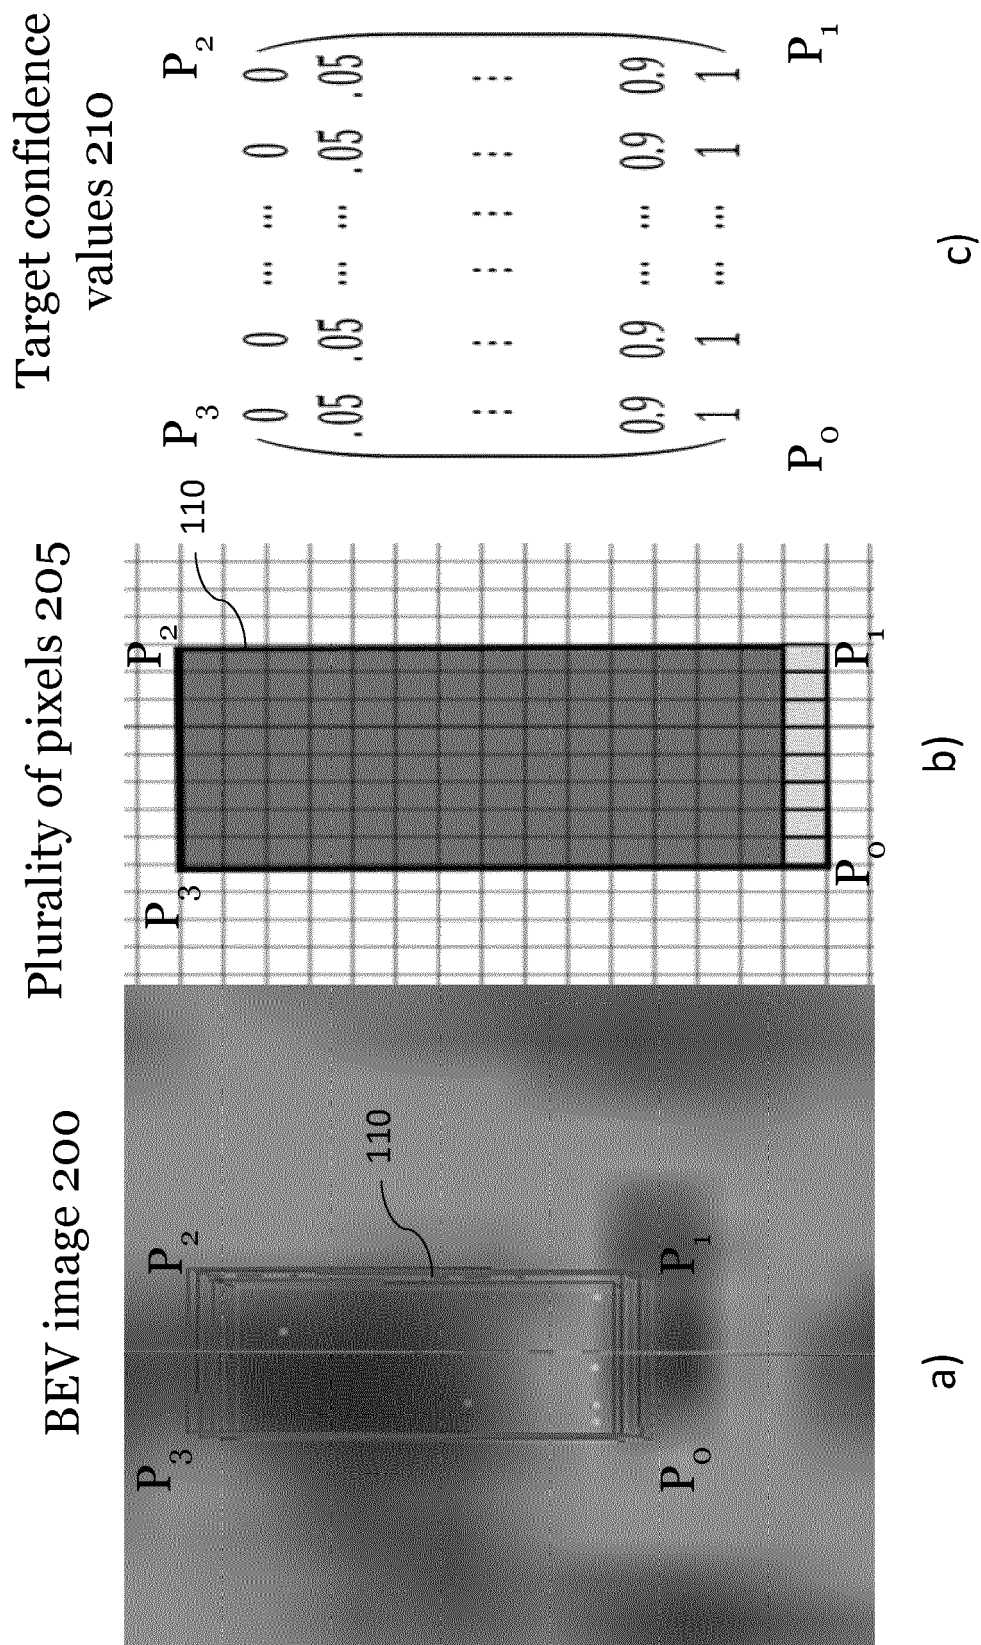 BEV image 200
P3
P2
110
P0
P1
a)
Plurality of pixels 205
P3
P2
110
P0
P1
b)
Target confidence
values 210
P3
P2
0 0 ... ... 0 0
.05 .05 ... ... .05 .05
⋮ ⋮ ⋮ ⋮ ⋮ ⋮
0.9 0.9 ... ... 0.9 0.9
1 1 ... ... 1 1
P0
P1
c)